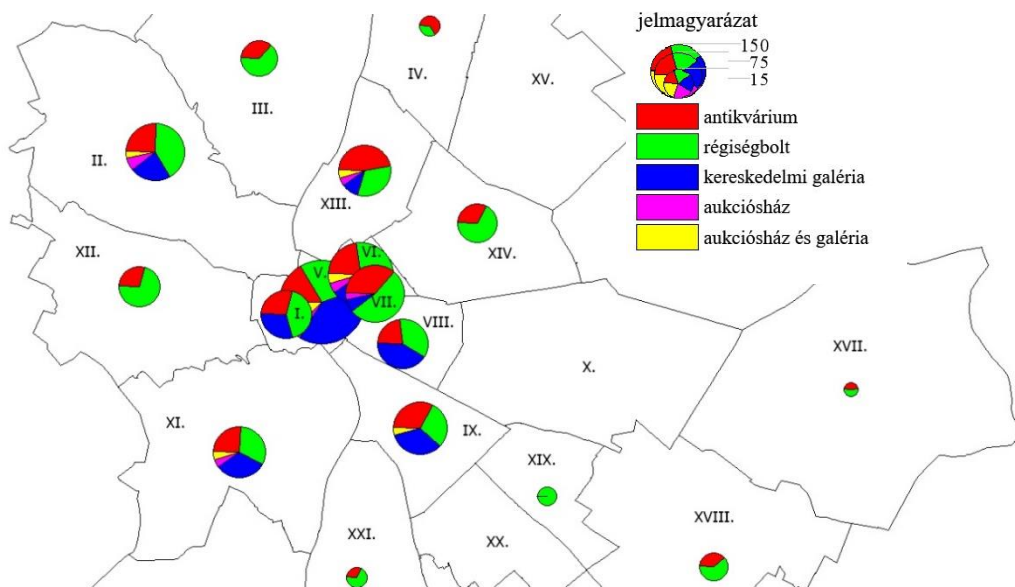 jelmagyarázat
150
75
15
antikvárium
régiségbolt
kereskedelmi galéria
aukciósház
aukciósház és galéria
IV.
XV.
III.
II.
XIII.
XII.
XIV.
VI.
V.
VII.
I.
VIII.
X.
XVII.
XI.
IX.
XIX.
XVIII.
XXI.
XX.